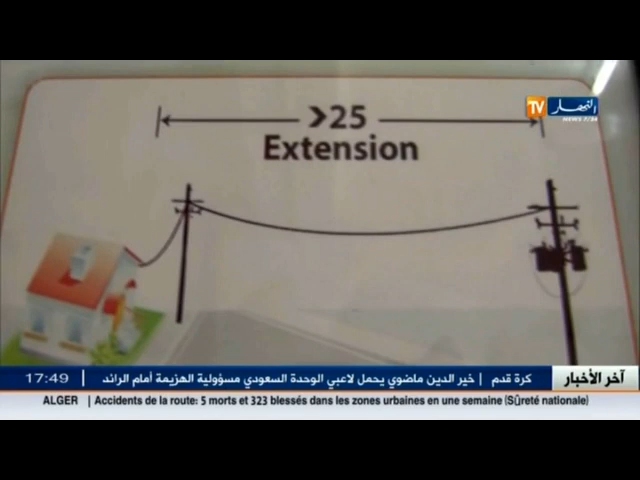 >25
Extension
TV النهار
NEWS 7/24
17:49 كرة قدم | خير الدين ماضوي يحمل لاعبي الوحدة السعودي مسؤولية الهزيمة أمام الرائد آخر الأخبار
ALGER | Accidents de la route: 5 morts et 323 blessés dans les zones urbaines en une semaine (Sûreté nationale)